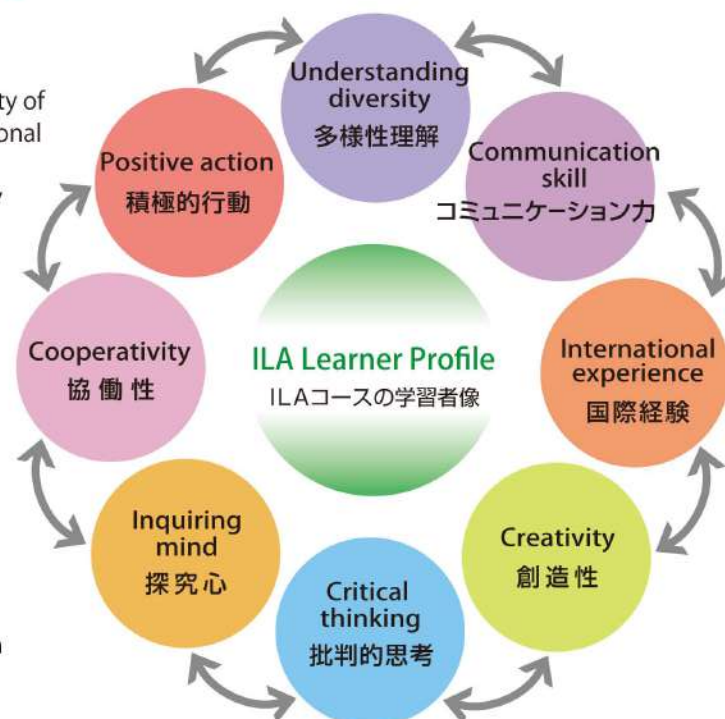 ty of
onal
Understanding
diversity
多様性理解
Communication
skill
コミュニケーション力
International
experience
国際経験
Creativity
創造性
Critical
thinking
批判的思考
Inquiring
mind
探究心
Cooperativity
協働性
Positive action
積極的行動
ILA Learner Profile
ILAコースの学習者像